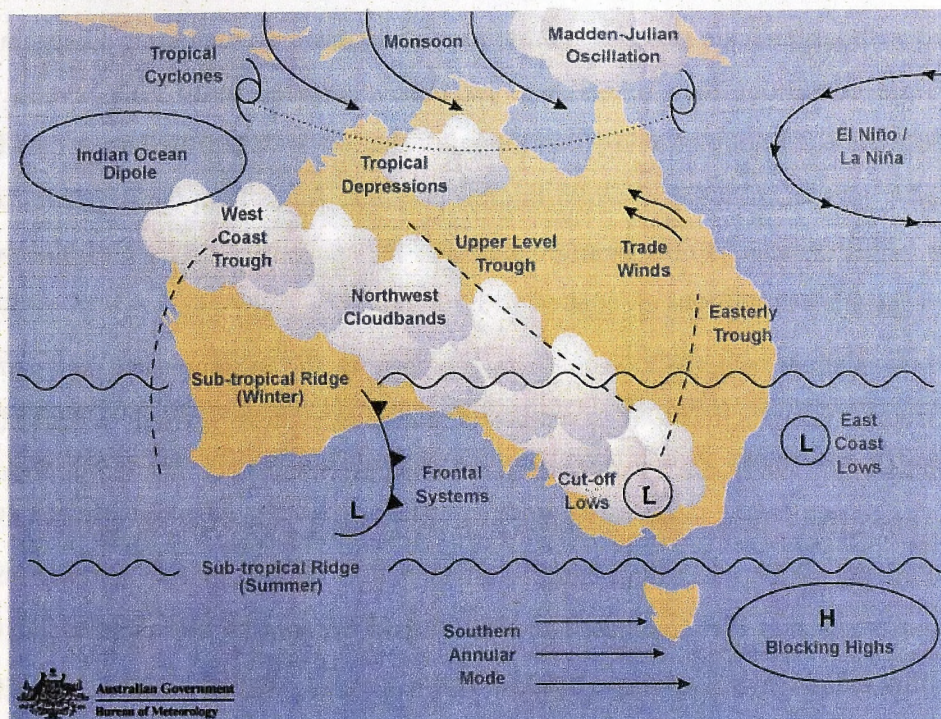 Tropical
Cyclones
Monsoon
Madden-Julian
Oscillation
Indian Ocean
Dipole
El Niño /
La Niña
Tropical
Depressions
West
Coast
Trough
Upper Level
Trough
Trade
Winds
Northwest
Cloudbands
Easterly
Trough
Sub-tropical Ridge
(Winter)
East
Coast
Lows
L
Frontal
Systems
L
Cut-off
Lows
L
Sub-tropical Ridge
(Summer)
Southern
Annular
Mode
H
Blocking Highs
Australian Government
Bureau of Meteorology